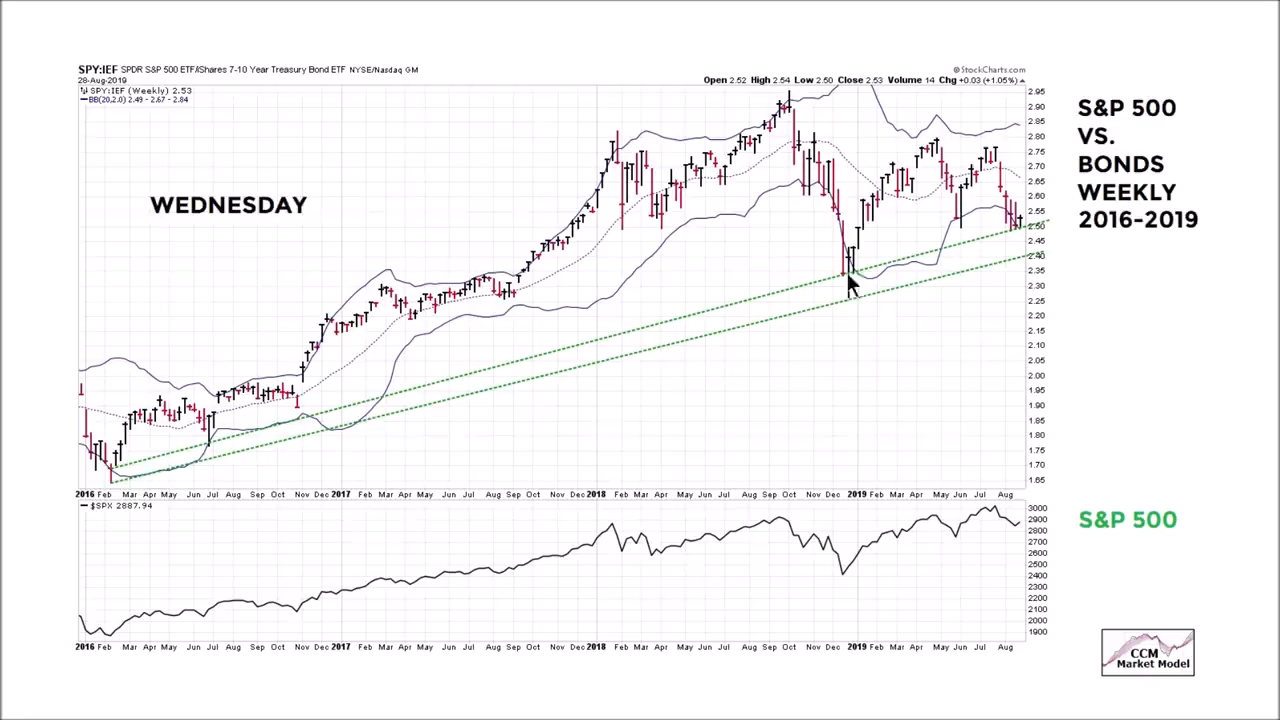 SPY:IEF SPDR S&P 500 ETF/iShares 7-10 Year Treasury Bond ETF NYSE/Nasdaq GM
© StockCharts.com
28-Aug-2019
Open 2.52 High 2.54 Low 2.50 Close 2.53 Volume 14 Chg +0.03 (+1.05%)
SPY:IEF (Weekly) 2.53
BB(20,2.0) 2.49 - 2.67 - 2.84
WEDNESDAY
2.95
2.90
2.85
2.80
2.75
2.70
2.65
2.60
2.55
2.50
2.45
2.40
2.35
2.30
2.25
2.20
2.15
2.10
2.05
2.00
1.95
1.90
1.85
1.80
1.75
1.70
1.65
S&P 500
VS.
BONDS
WEEKLY
2016-2019
2016 Feb Mar Apr May Jun Jul Aug Sep Oct Nov Dec 2017 Mar Apr May Jun Jul Aug Sep Oct Nov Dec 2018 Feb Mar Apr May Jun Jul Aug Sep Oct Nov Dec 2019 Feb Mar Apr May Jun Jul Aug
$SPX 2887.94
3000
2900
2800
2700
2600
2500
2400
2300
2200
2100
2000
1900
S&P 500
2016 Feb Mar Apr May Jun Jul Aug Sep Oct Nov Dec 2017 Mar Apr May Jun Jul Aug Sep Oct Nov Dec 2018 Feb Mar Apr May Jun Jul Aug Sep Oct Nov Dec 2019 Feb Mar Apr May Jun Jul Aug
CCM
Market Model